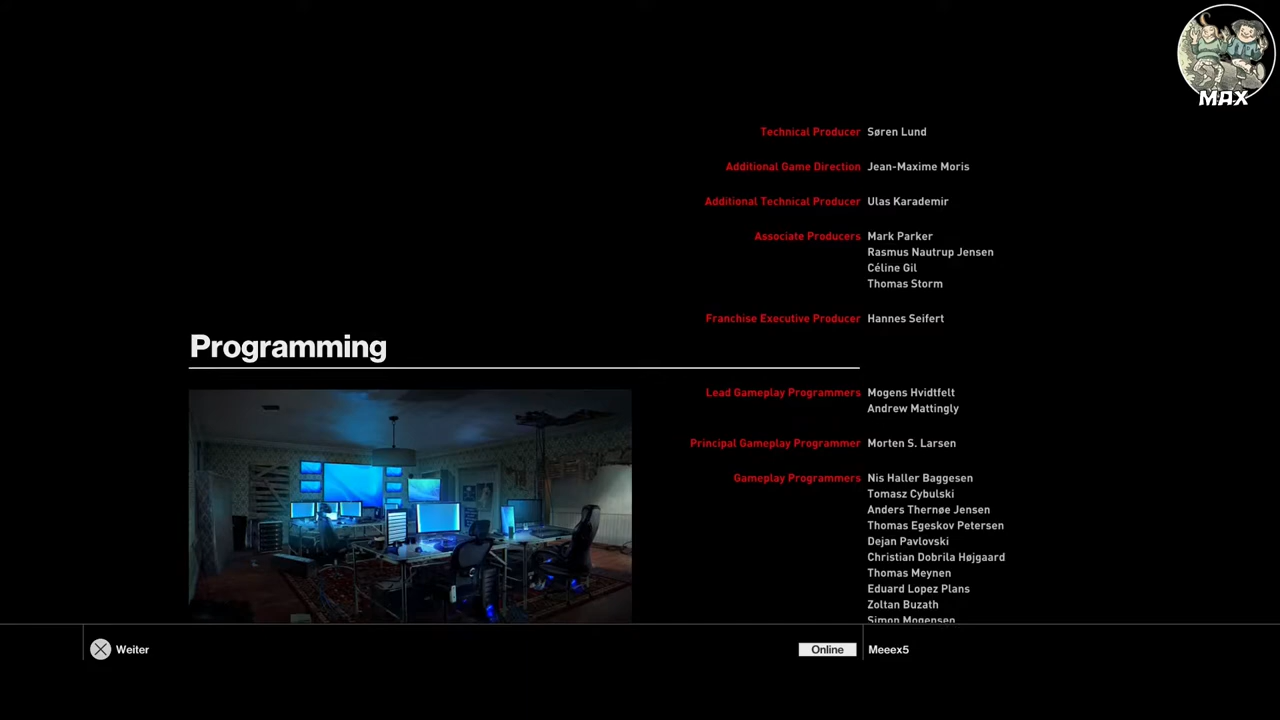 MAX
Technical Producer Søren Lund
Additional Game Direction Jean-Maxime Moris
Additional Technical Producer Ulas Karademir
Associate Producers Mark Parker
Rasmus Nautrup Jensen
Céline Gil
Thomas Storm
Franchise Executive Producer Hannes Seifert
Programming
Lead Gameplay Programmers Mogens Hvidtfelt
Andrew Mattingly
Principal Gameplay Programmer Morten S. Larsen
Gameplay Programmers Nis Haller Baggesen
Tomasz Cybulski
Anders Thernøe Jensen
Thomas Egeskov Petersen
Dejan Pavlovski
Christian Dobrila Højgaard
Thomas Meynen
Eduard Lopez Plans
Zoltan Buzath
Simon Mogensen
Weiter
Online Meeex5